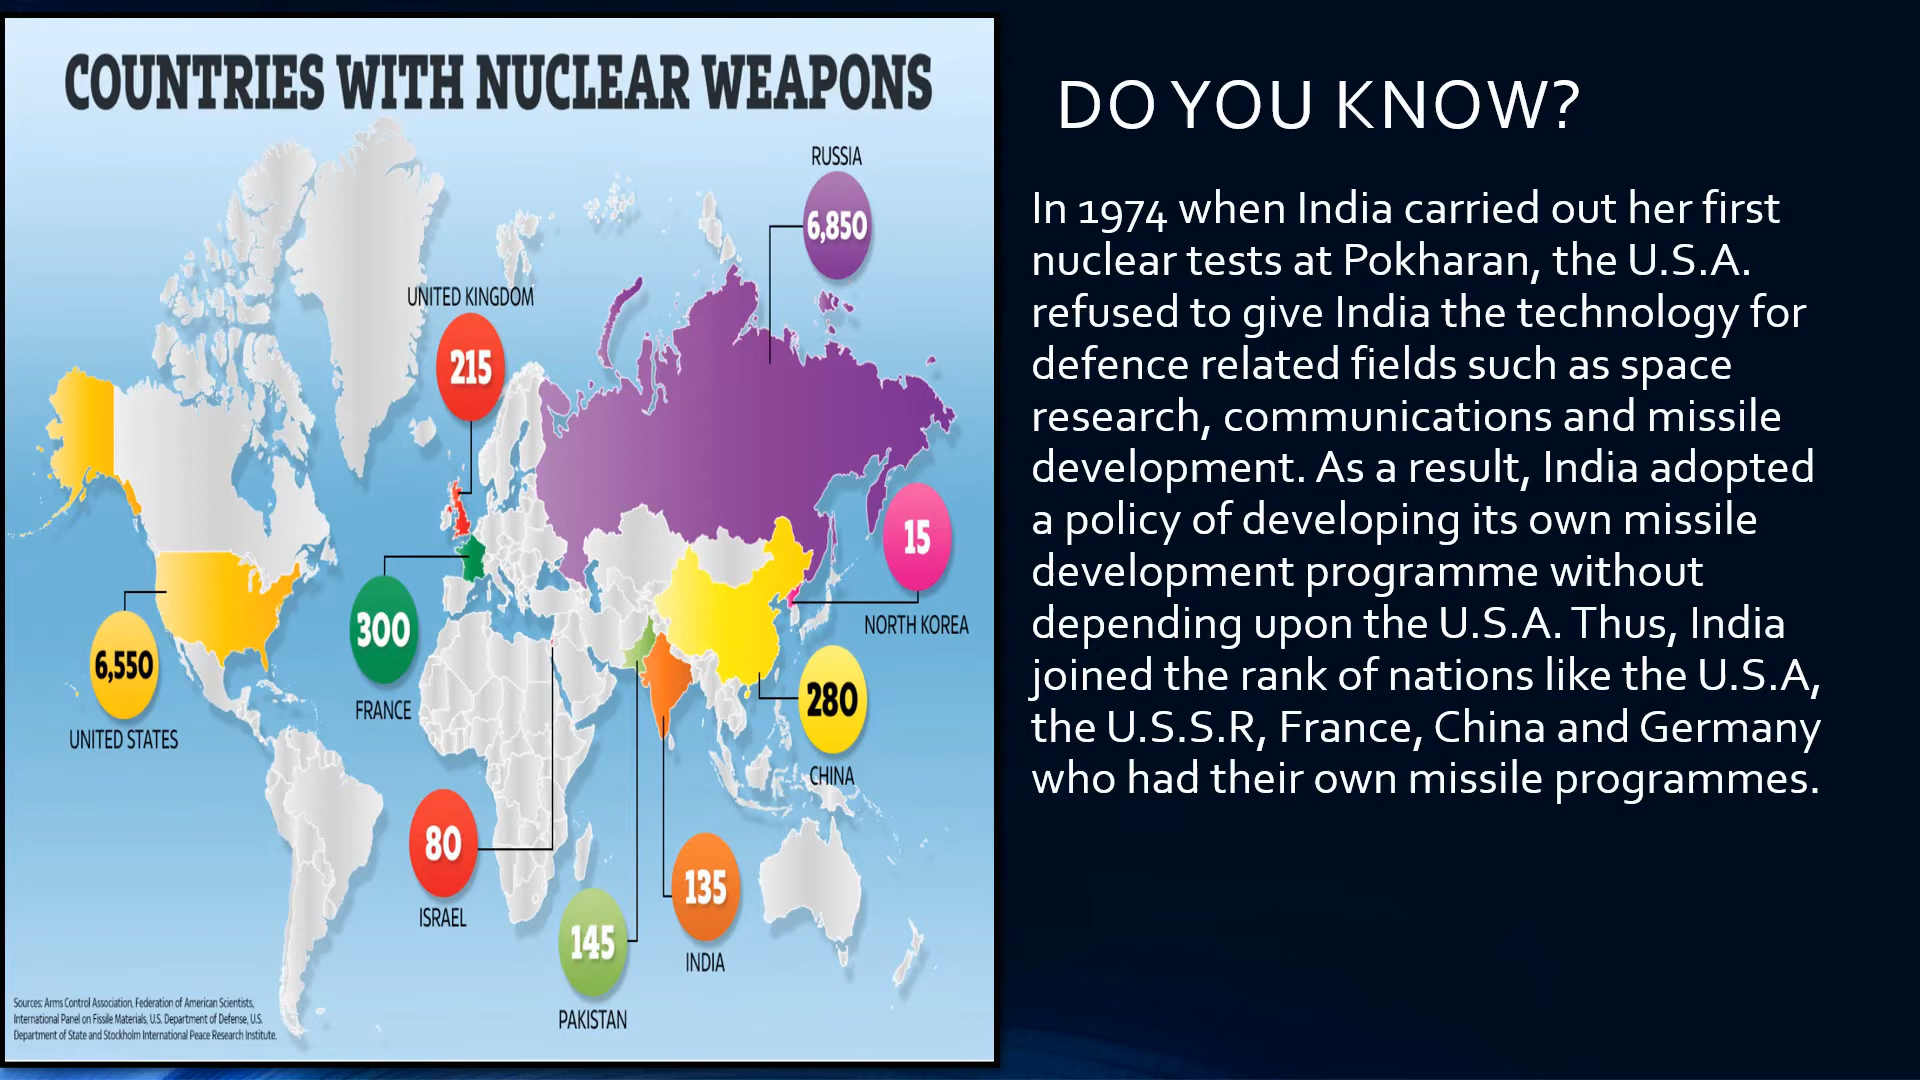 COUNTRIES WITH NUCLEAR WEAPONS
RUSSIA
6,850
UNITED KINGDOM
215
15
NORTH KOREA
300
FRANCE
6,550
UNITED STATES
280
CHINA
80
ISRAEL
135
INDIA
145
PAKISTAN
Sources: Arms Control Association, Federation of American Scientists,
International Panel on Fissile Materials, U.S. Department of Defense, U.S.
Department of State and Stockholm International Peace Research Institute.
DO YOU KNOW?
In 1974 when India carried out her first
nuclear tests at Pokharan, the U.S.A.
refused to give India the technology for
defence related fields such as space
research, communications and missile
development. As a result, India adopted
a policy of developing its own missile
development programme without
depending upon the U.S.A. Thus, India
joined the rank of nations like the U.S.A,
the U.S.S.R, France, China and Germany
who had their own missile programmes.